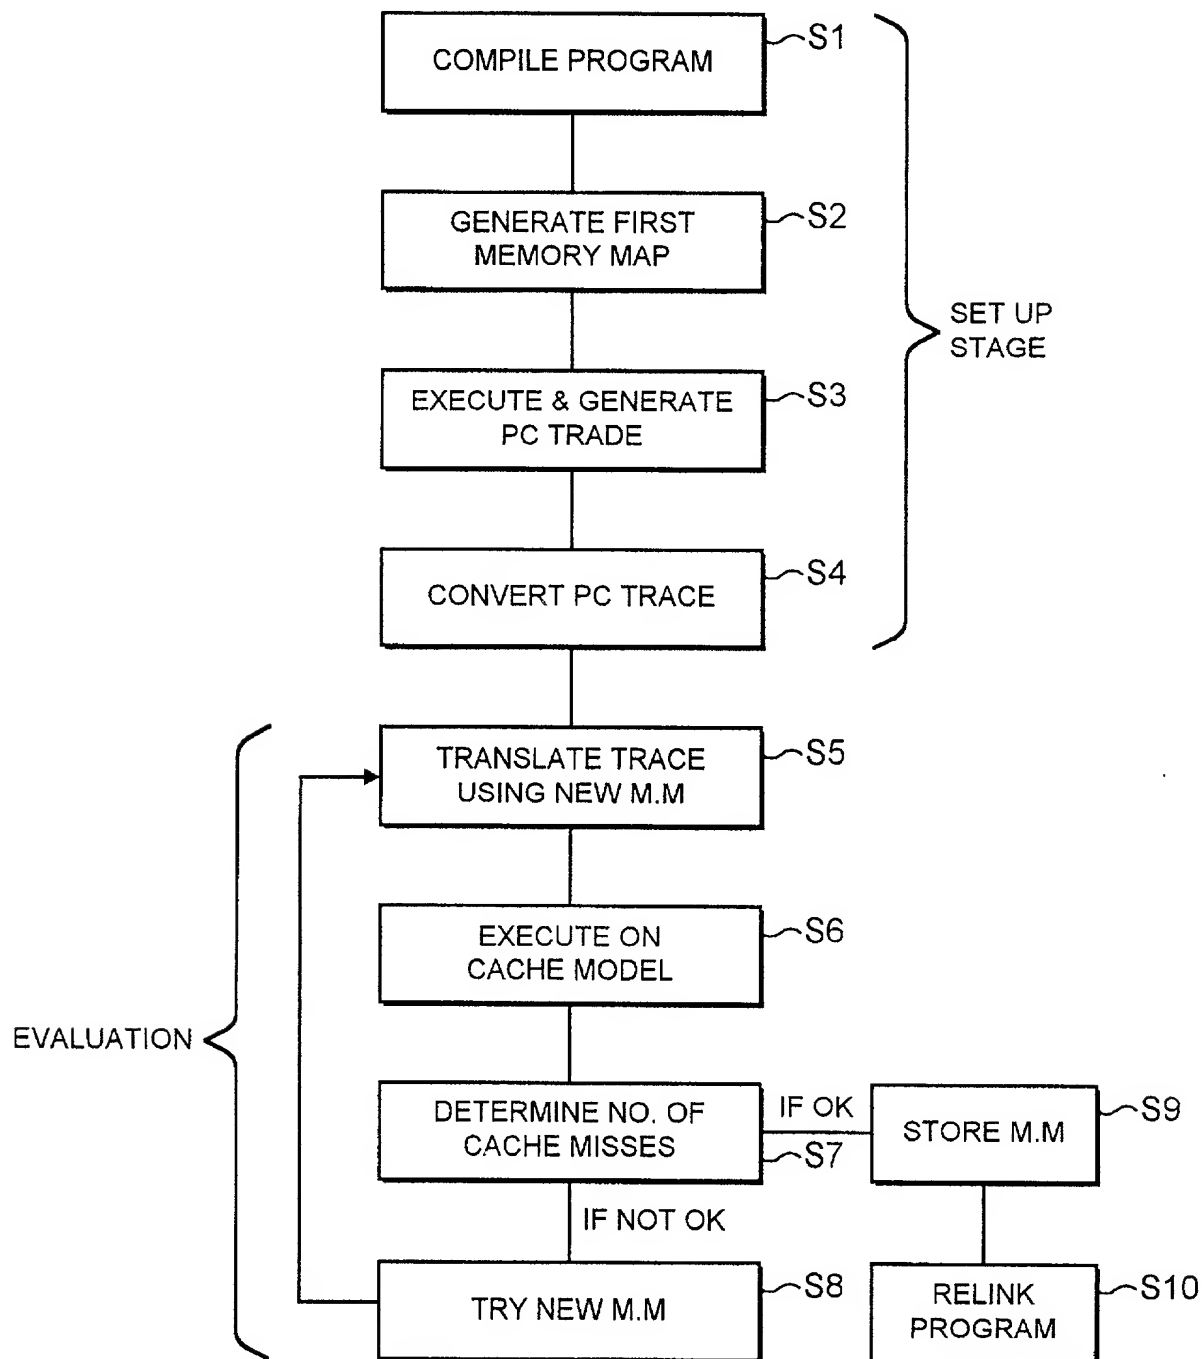 COMPILE PROGRAM
S1
GENERATE FIRST
MEMORY MAP
S2
SET UP
STAGE
EXECUTE & GENERATE
PC TRADE
S3
CONVERT PC TRACE
S4
TRANSLATE TRACE
USING NEW M.M
S5
EXECUTE ON
CACHE MODEL
S6
EVALUATION
DETERMINE NO. OF
CACHE MISSES
S7
IF OK
STORE M.M
S9
IF NOT OK
TRY NEW M.M
S8
RELINK
PROGRAM
S10